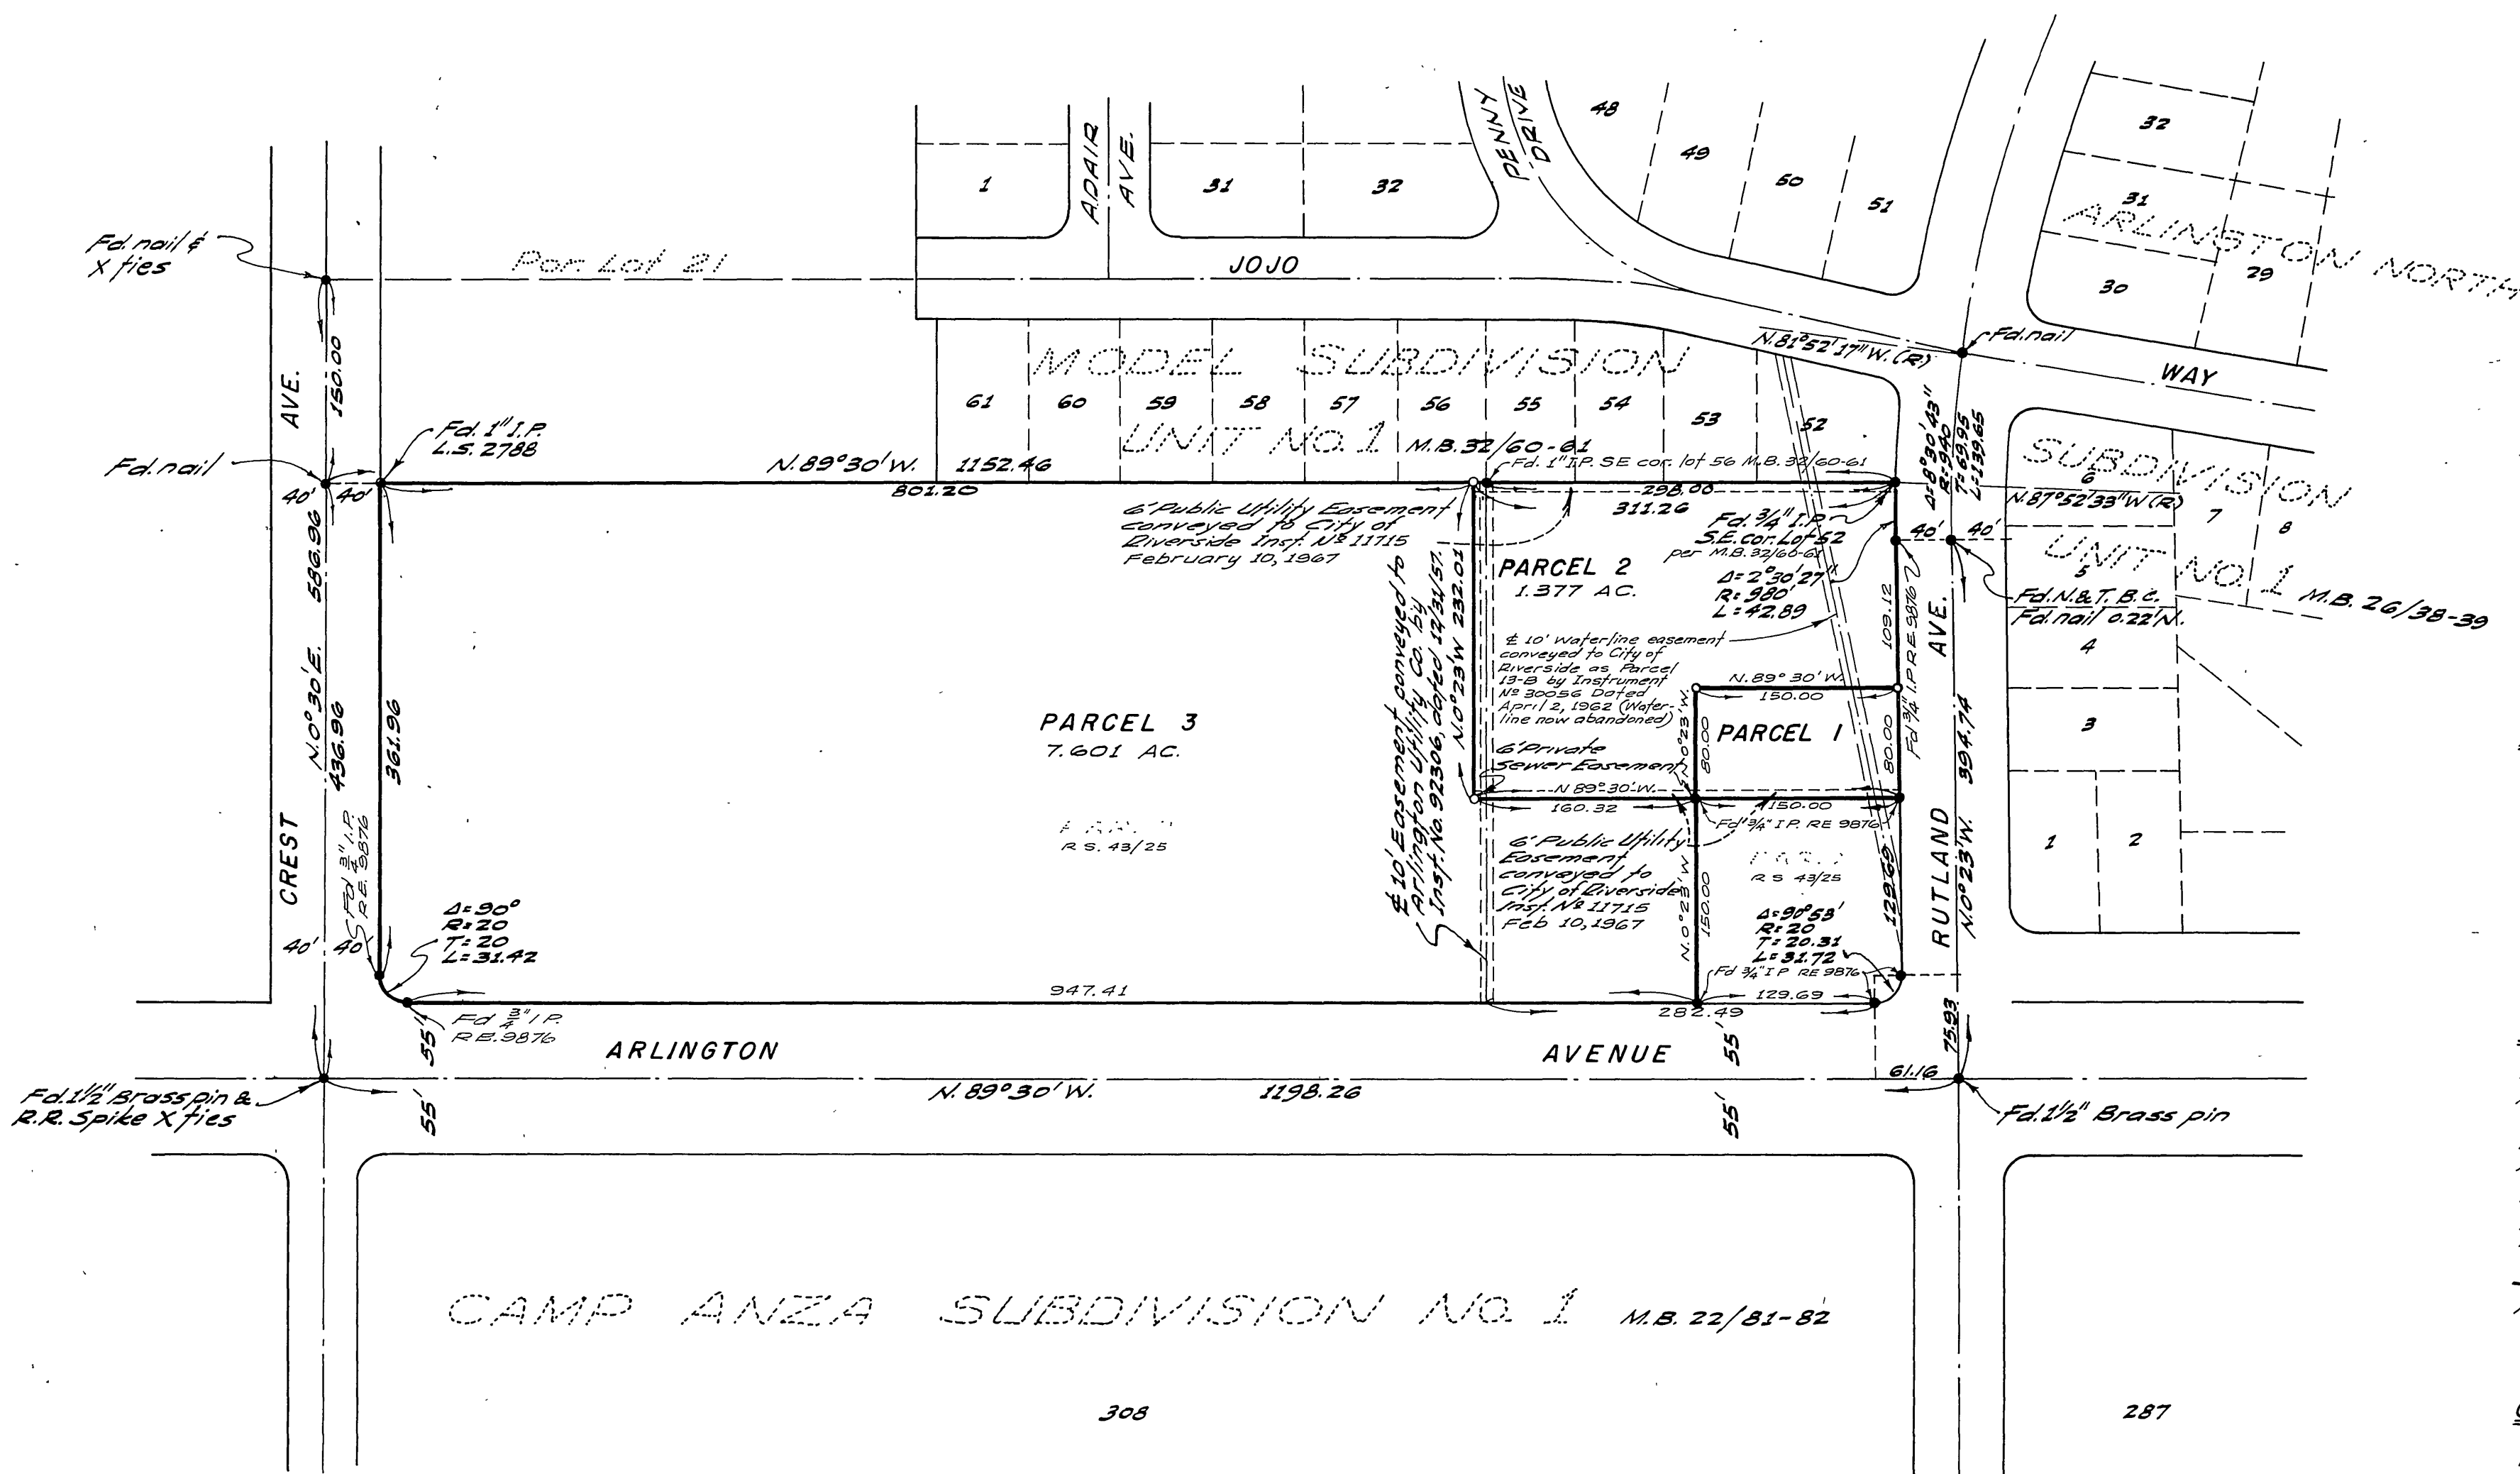 48
49
50
51
PENNY
DRIVE
ADAIR
AVE.
1
31
32
32
31
30
29
ARLINGTON NORTH
Fd. nail &
X ties
Por. Lot 21
JOJO
WAY
Fd. nail
N.81°52'17"W.(R)
MODEL SUBDIVISION
61
60
59
58
57
56
55
54
53
52
UNIT NO. 1 M.B. 32/60-61
AVE.
150.00
Fd. 1" I.P.
L.S. 2788
Fd. nail
N.89°30'W. 1152.46
801.20
Fd. 1" I.P. SE cor. lot 56 M.B. 32/60-61
298.00
311.26
Δ=8°30'43"
R=940
T=69.95
L=139.65
SUBDIVISION
6
N.87°52'33"W(R)
7
8
UNIT NO. 1 M.B. 26/38-39
5
4
3
1
2
40' 40'
40' 40'
6' Public Utility Easement
conveyed to City of
Riverside Inst. No 11715
February 10, 1967
Fd. 3/4" I.P.
S.E. cor. Lot 52
per M.B. 32/60-61
PARCEL 2
1.377 AC.
Δ=2°30'27"
R=980'
L=42.89
Fd. N.& T. B.C.
Fd. nail 0.22' N.
℄ 10' Waterline easement
conveyed to City of
Riverside as Parcel
13-B by Instrument
No 30056 Dated
April 2, 1962 (Water-
line now abandoned)
℄ 10' Easement conveyed to
Arlington Utility Co. by
Inst. No. 92306, dated 12/31/57.
N.0°23'W 232.01
109.12
Fd 3/4" I.P. RE 9876
AVE.
N.0°30'E. 586.96
436.96
361.96
PARCEL 3
7.601 AC.
R.S. 43/25
N.89°30'W.
150.00
N.0°23'W.
80.00
PARCEL 1
80.00
6' Private
Sewer Easement
N 89°30'W.
160.32
150.00
Fd 3/4" I.P. RE 9876
6' Public Utility
Easement
conveyed to
City of Riverside
Inst. No 11715
Feb 10, 1967
N.0°23'W
150.00
R S 43/25
129.69
Δ=90°53'
R=20
T=20.31
L=31.72
Fd 3/4" I P RE 9876
RUTLAND
N.0°23'W. 394.74
CREST
Fd 3/4" I.P.
R.E. 9876
40' 40'
Δ=90°
R=20
T=20
L=31.42
947.41
129.69
282.49
Fd 3/4" I.P.
R E. 9876
55'
55'
ARLINGTON
AVENUE
75.93
61.16
Fd. 1 1/2" Brass pin &
R.R. Spike X ties
55'
N. 89°30' W.
1198.26
55'
Fd. 1 1/2" Brass pin
CAMP ANZA SUBDIVISION NO. 1 M.B. 22/81-82
308
287